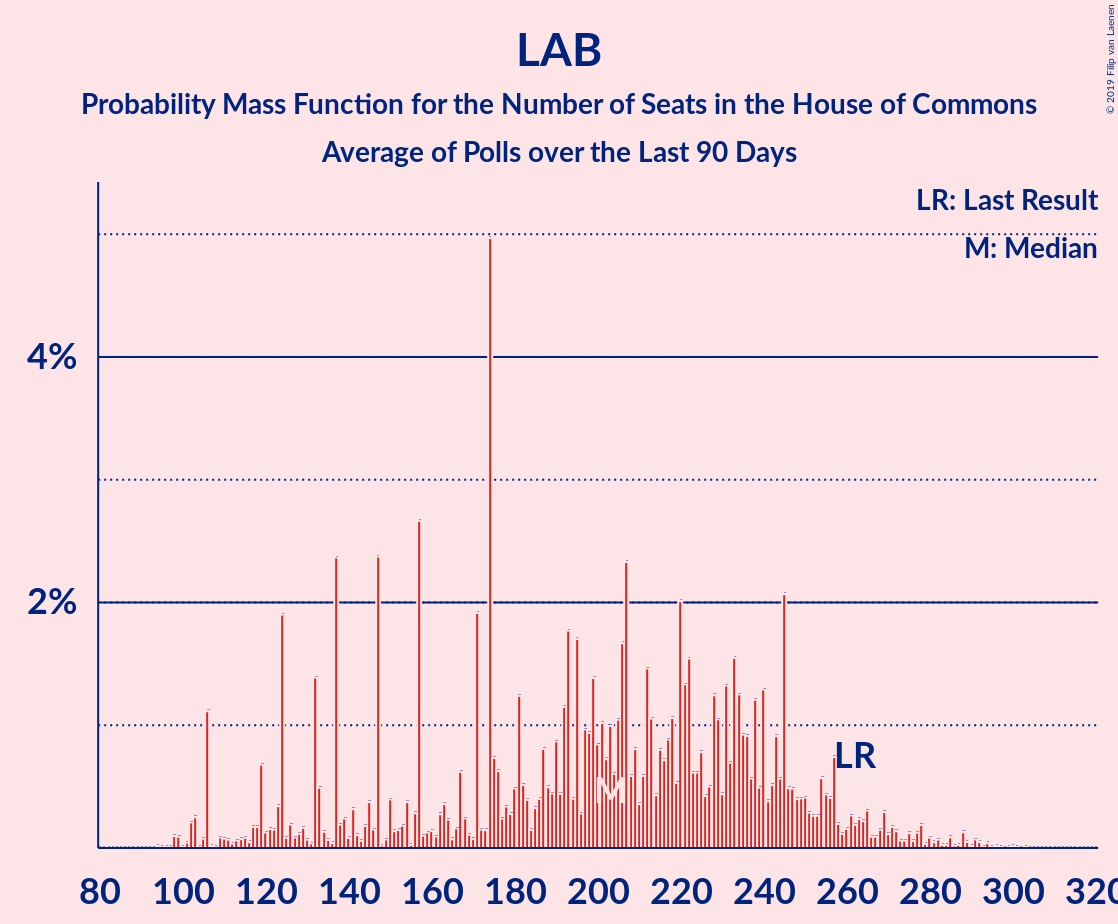 LAB
Probability Mass Function for the Number of Seats in the House of Commons
Average of Polls over the Last 90 Days
© 2019 Filip van Laenen
LR: Last Result
M: Median
4%
2%
LR
M
80 100 120 140 160 180 200 220 240 260 280 300 320